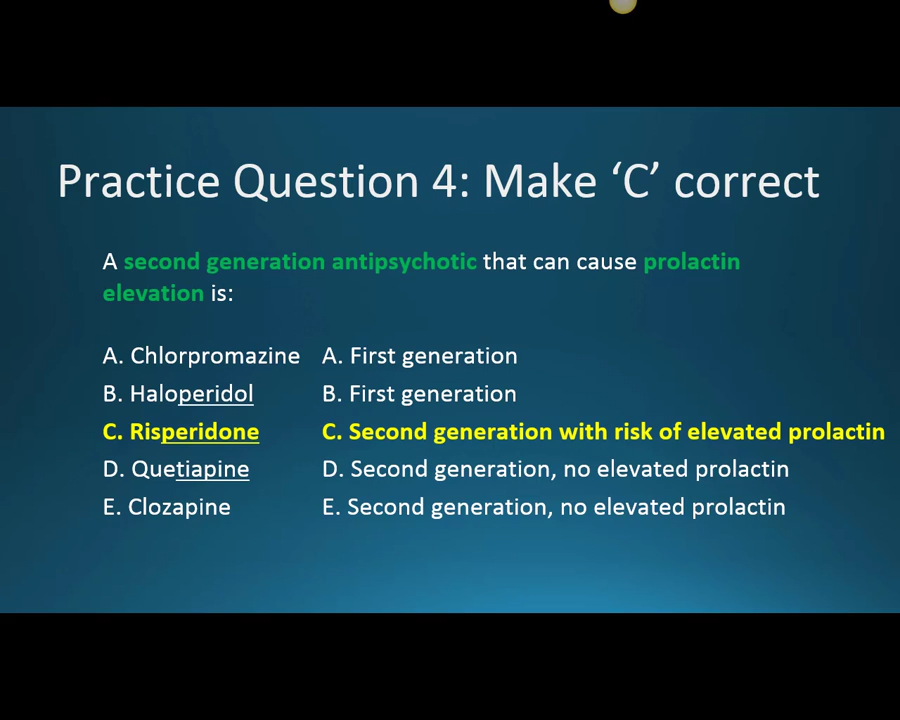 Practice Question 4: Make ‘C’ correct
A second generation antipsychotic that can cause prolactin
elevation is:
A. Chlorpromazine A. First generation
B. Haloperidol B. First generation
C. Risperidone C. Second generation with risk of elevated prolactin
D. Quetiapine D. Second generation, no elevated prolactin
E. Clozapine E. Second generation, no elevated prolactin